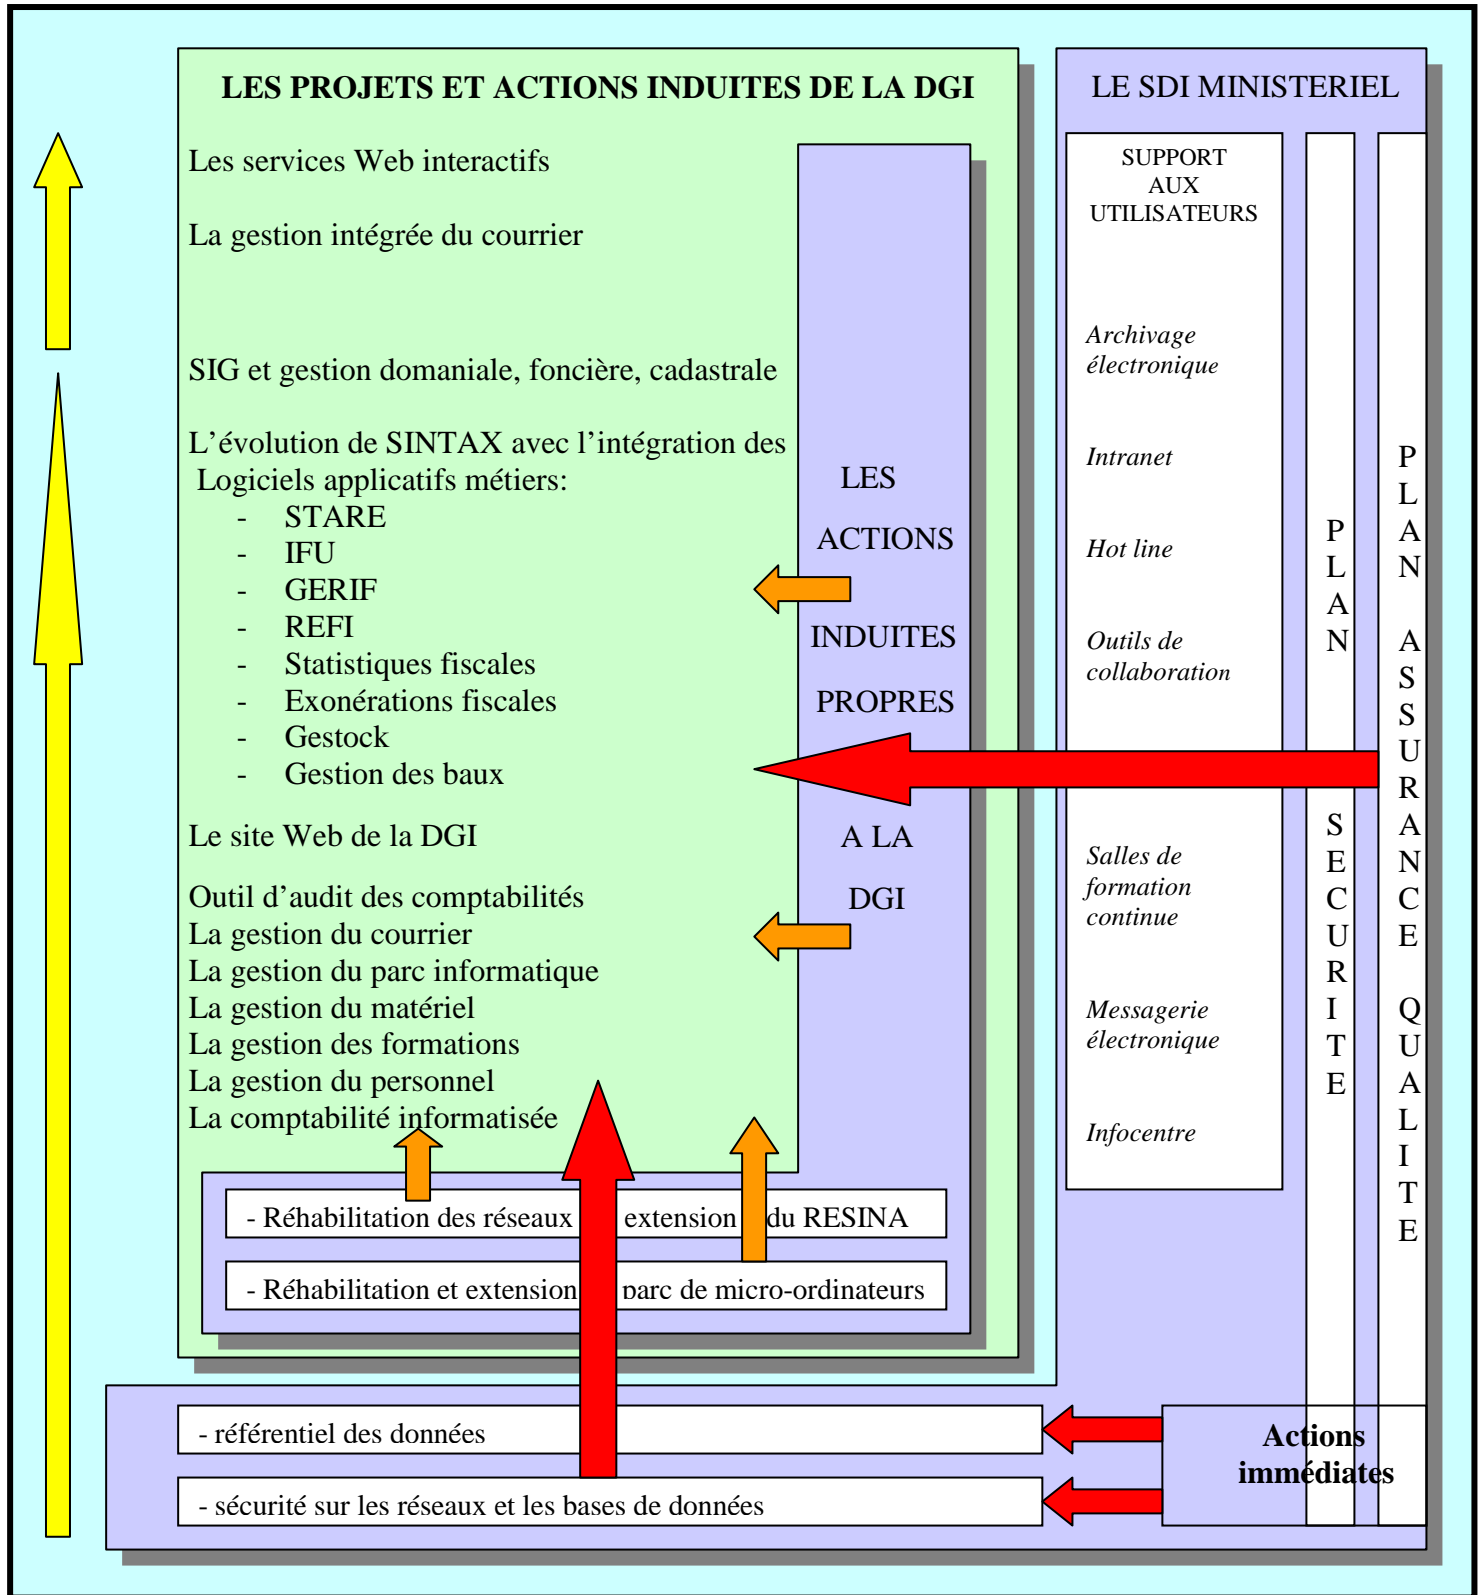 LES PROJETS ET ACTIONS INDUITES DE LA DGI
Les services Web interactifs
La gestion intégrée du courrier
SIG et gestion domaniale, foncière, cadastrale
L’évolution de SINTAX avec l’intégration des
Logiciels applicatifs métiers:
- STARE
- IFU
- GERIF
- REFI
- Statistiques fiscales
- Exonérations fiscales
- Gestock
- Gestion des baux
Le site Web de la DGI
Outil d’audit des comptabilités
La gestion du courrier
La gestion du parc informatique
La gestion du matériel
La gestion des formations
La gestion du personnel
La comptabilité informatisée
LES
ACTIONS
INDUITES
PROPRES
A LA
DGI
- Réhabilitation des réseaux extension du RESINA
- Réhabilitation et extension parc de micro-ordinateurs
LE SDI MINISTERIEL
SUPPORT
AUX
UTILISATEURS
Archivage
électronique
Intranet
Hot line
Outils de
collaboration
Salles de
formation
continue
Messagerie
électronique
Infocentre
PLAN SECURITE
PLAN ASSURANCE QUALITE
- référentiel des données
- sécurité sur les réseaux et les bases de données
Actions
immédiates